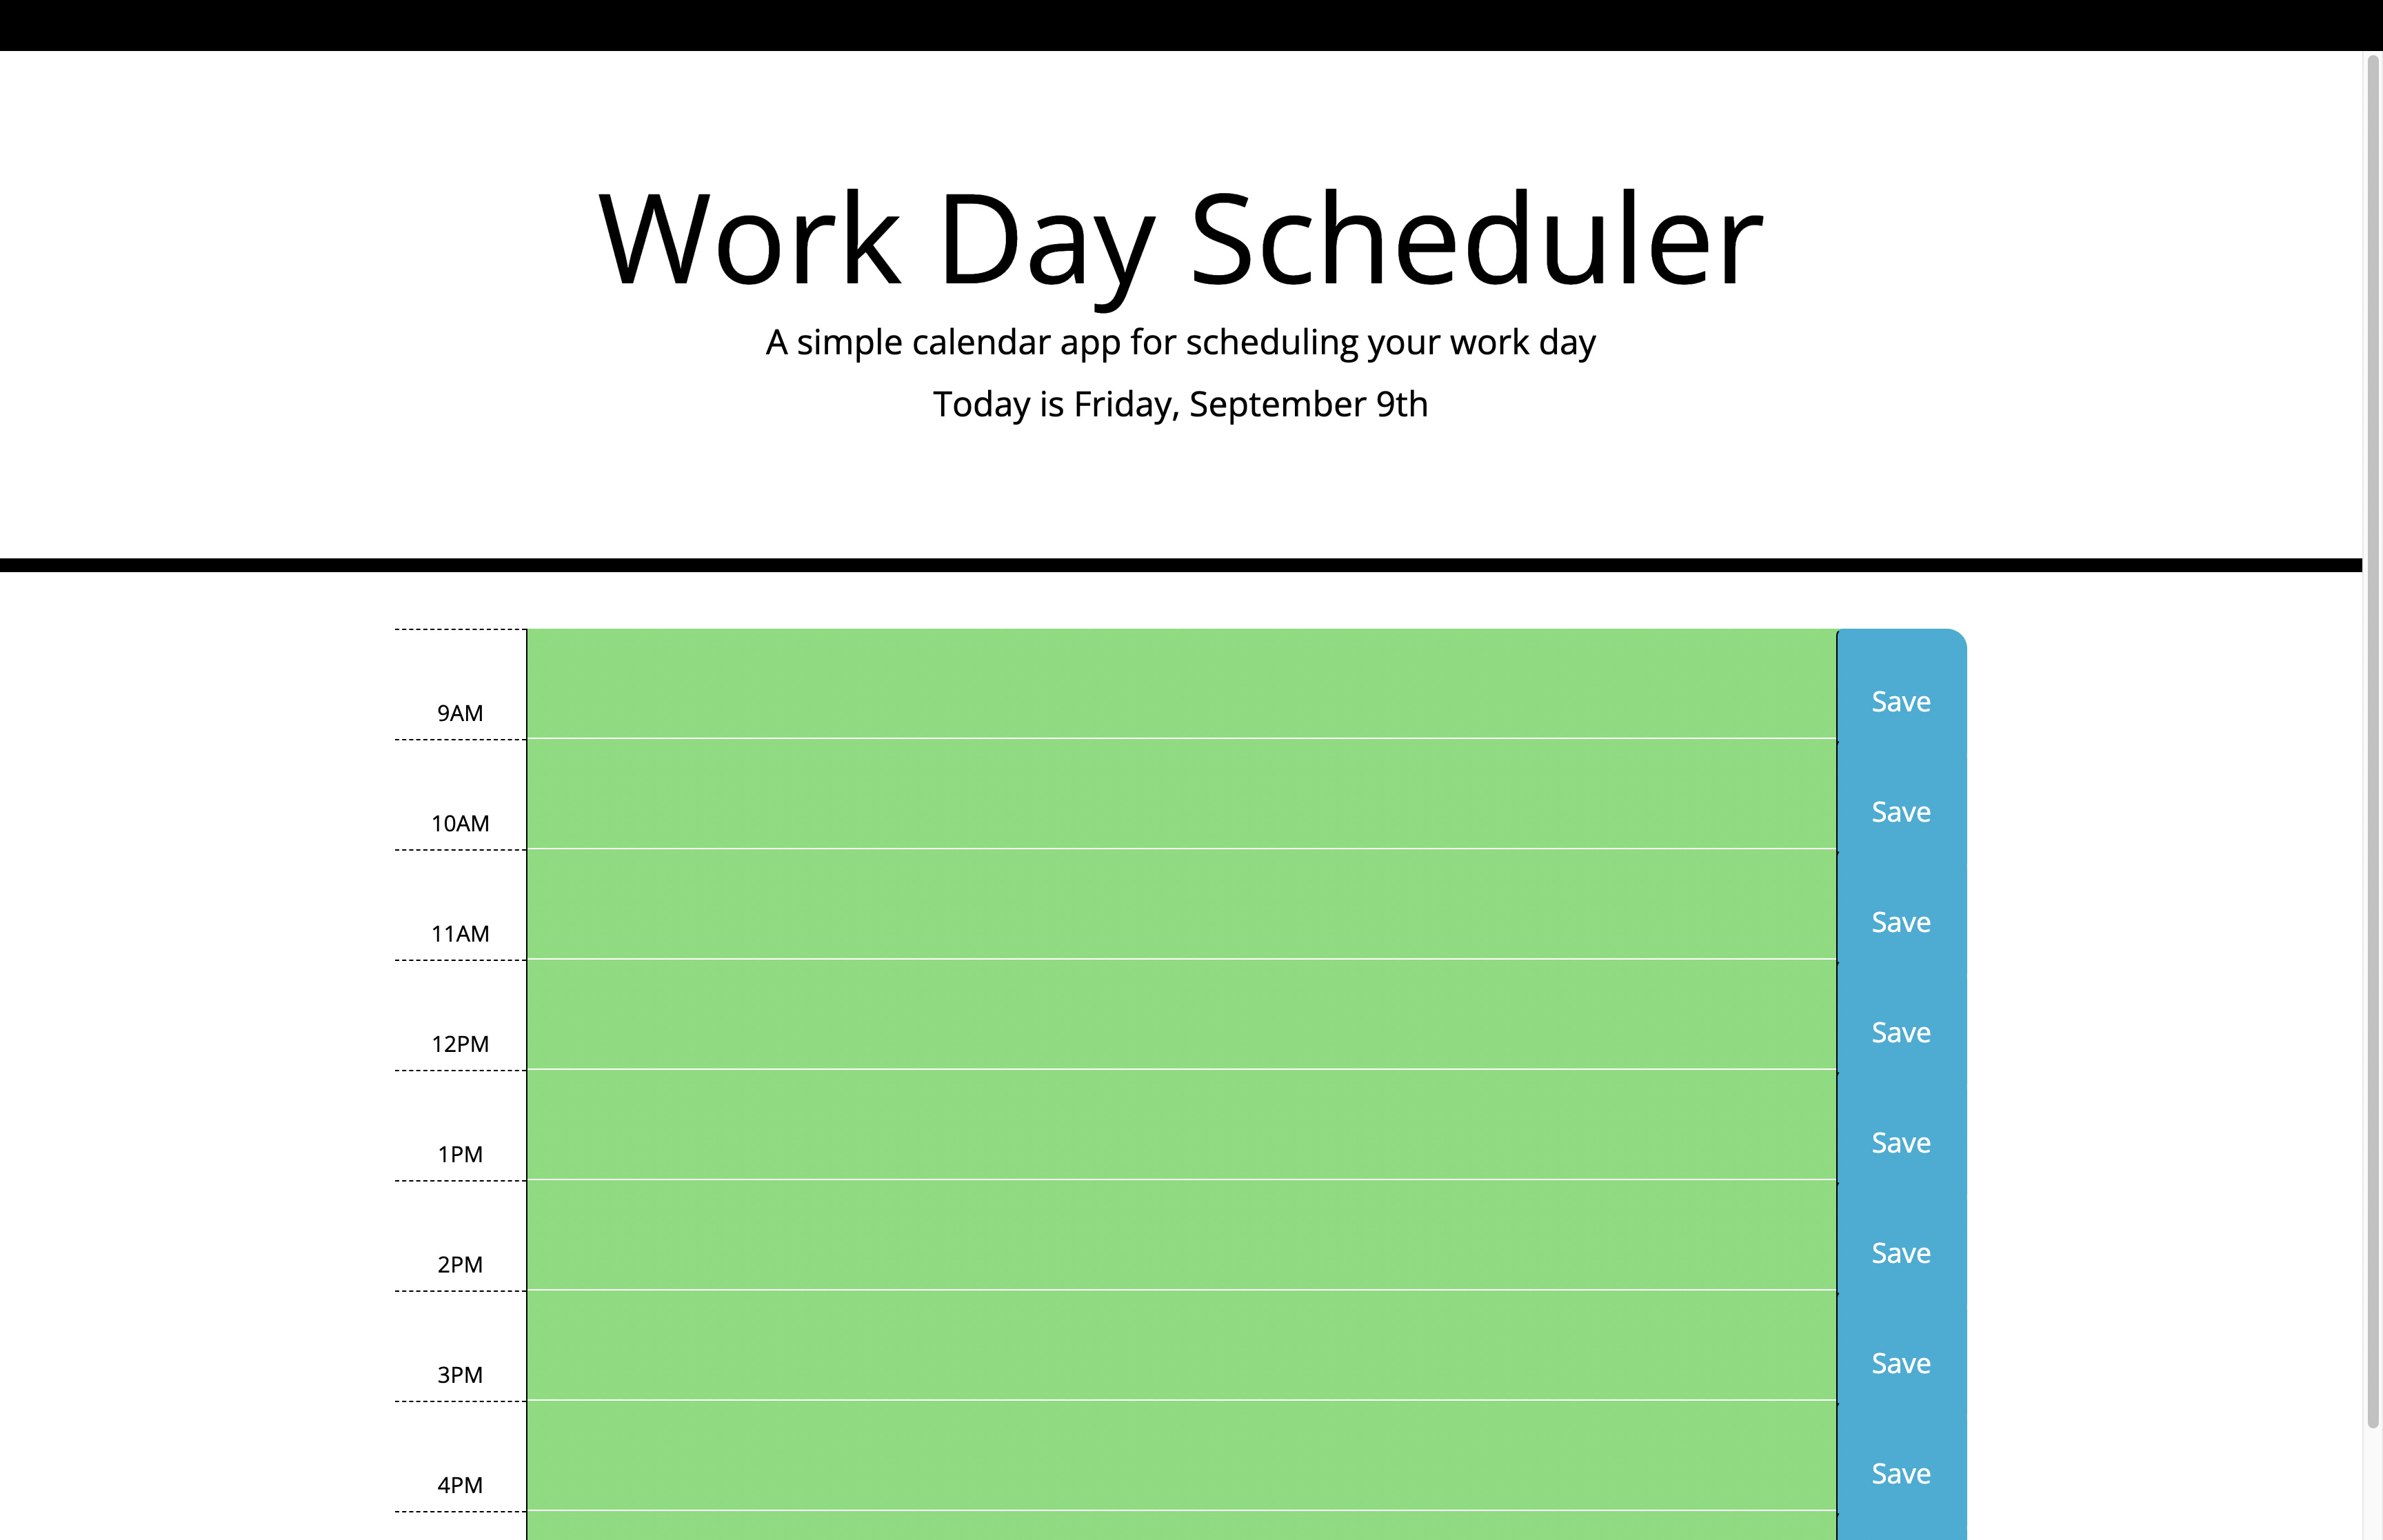 Work Day Scheduler
A simple calendar app for scheduling your work day
Today is Friday, September 9th
9AM Save
10AM Save
11AM Save
12PM Save
1PM Save
2PM Save
3PM Save
4PM Save